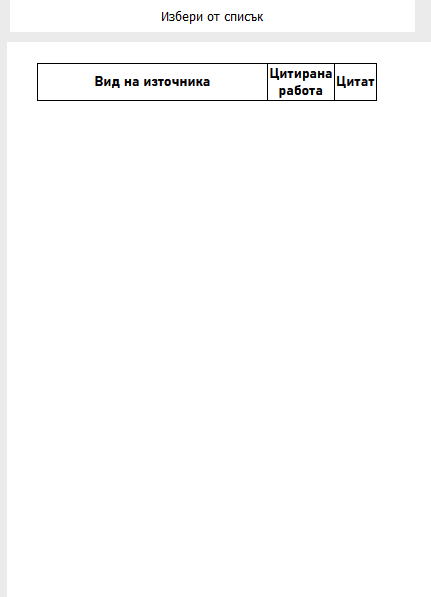 Избери от списък
Вид на източника
Цитирана
работа
Цитат